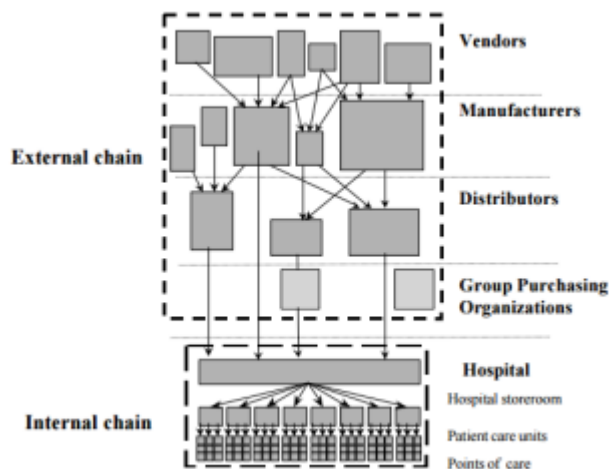 Vendors
Manufacturers
External chain
Distributors
Group Purchasing
Organizations
Hospital
Hospital storeroom
Internal chain
Patient care units
Points of care